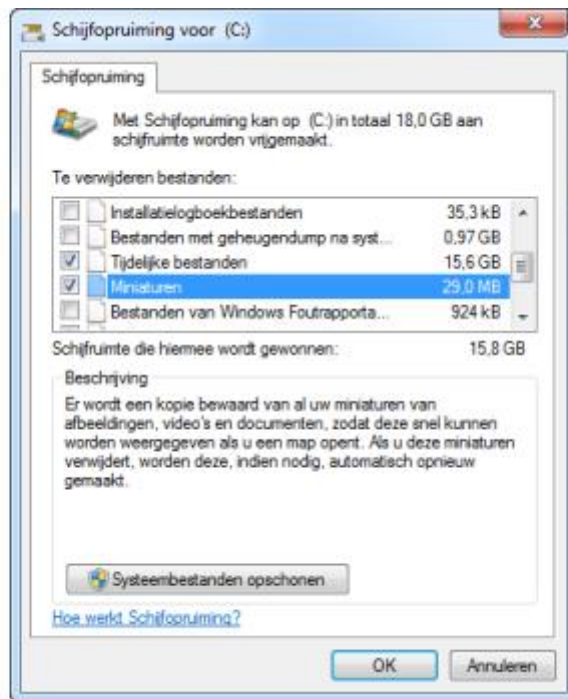 Schijfopruiming voor (C:)
Schijfopruiming
Met Schijfopruiming kan op (C:) in totaal 18,0 GB aan
schijfruimte worden vrijgemaakt.
Te verwijderen bestanden:
Installatielogboekbestanden 35,3 kB
Bestanden met geheugendump na syst... 0,97 GB
Tijdelijke bestanden 15,6 GB
Miniaturen 29,0 MB
Bestanden van Windows Foutrapporta... 924 kB
Schijfruimte die hiermee wordt gewonnen: 15,8 GB
Beschrijving
Er wordt een kopie bewaard van al uw miniaturen van
afbeeldingen, video's en documenten, zodat deze snel kunnen
worden weergegeven als u een map opent. Als u deze miniaturen
verwijdert, worden deze, indien nodig, automatisch opnieuw
gemaakt.
Systeembestanden opschonen
Hoe werkt Schijfopruiming?
OK Annuleren